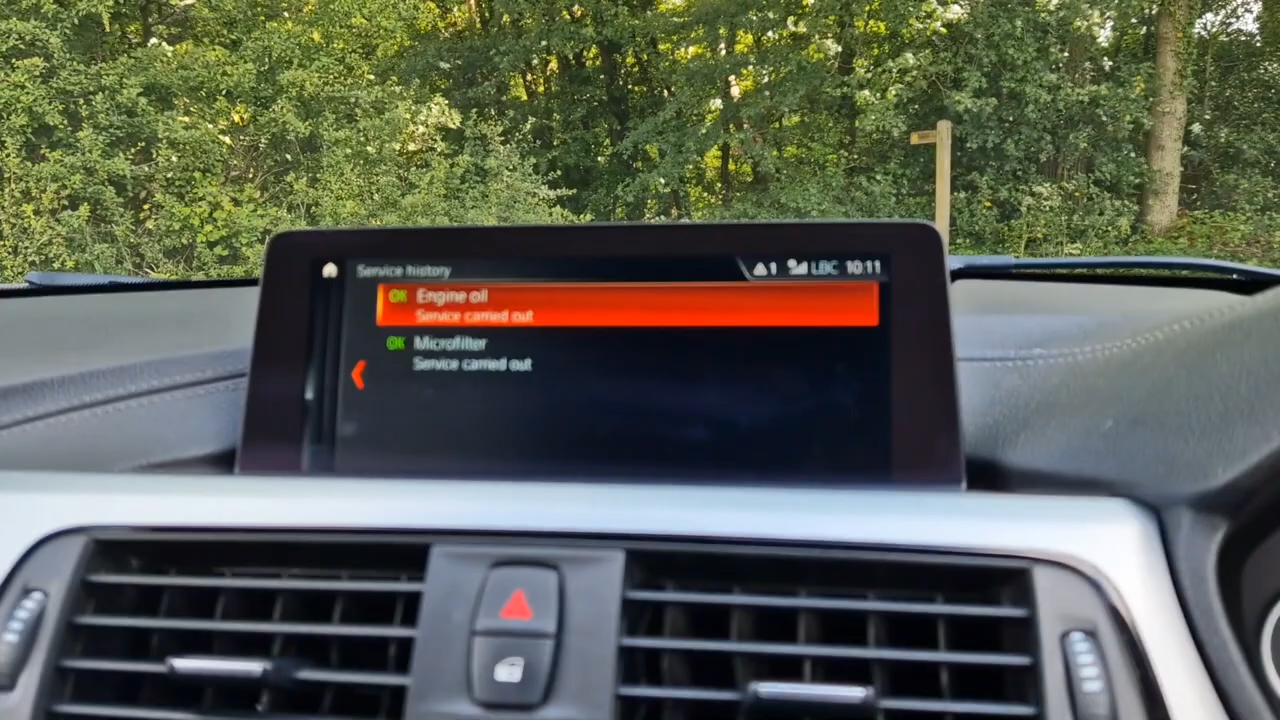 Service history
1 LBC 10:11
OK Engine oil
Service carried out
OK Microfilter
Service carried out